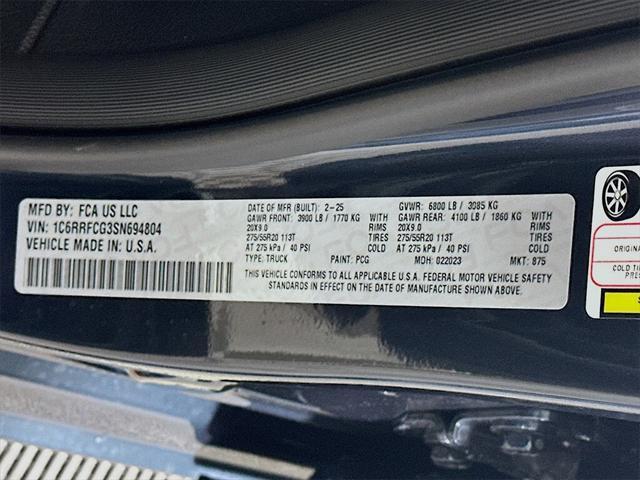 MFD BY: FCA US LLC
VIN: 1C6RRFCG3SN694804
VEHICLE MADE IN U.S.A.
DATE OF MFR (BUILT): 2-25 GVWR: 6800 LB / 3085 KG
GAWR FRONT: 3900 LB / 1770 KG WITH GAWR REAR: 4100 LB / 1860 KG WITH
20X9.0 RIMS 20X9.0 RIMS
275/55R20 113T TIRES 275/55R20 113T TIRES
AT 275 kPa / 40 PSI COLD AT 275 kPa / 40 PSI COLD
TYPE: TRUCK PAINT: PCG MDH: 022023 MKT: 875
THIS VEHICLE CONFORMS TO ALL APPLICABLE U.S.A. FEDERAL MOTOR VEHICLE SAFETY
STANDARDS IN EFFECT ON THE DATE OF MANUFACTURE SHOWN ABOVE.
ORIGIN
COLD TI
PRES